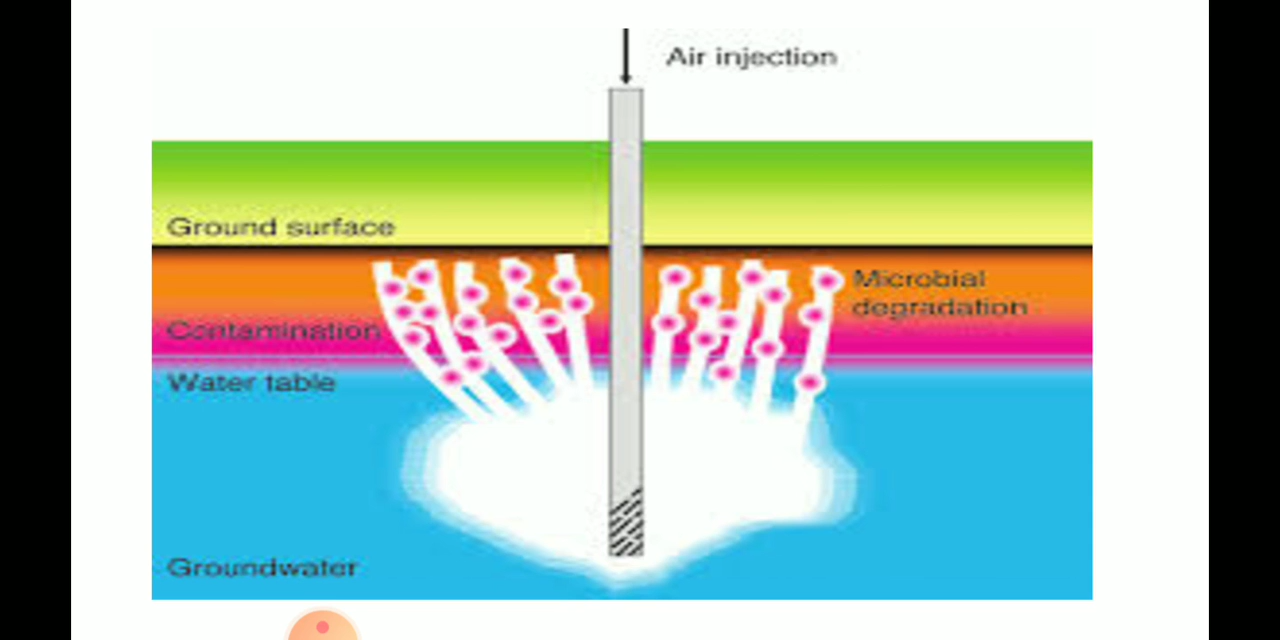 Air injection
Ground surface
Microbial
degradation
Contamination
Water table
Groundwater